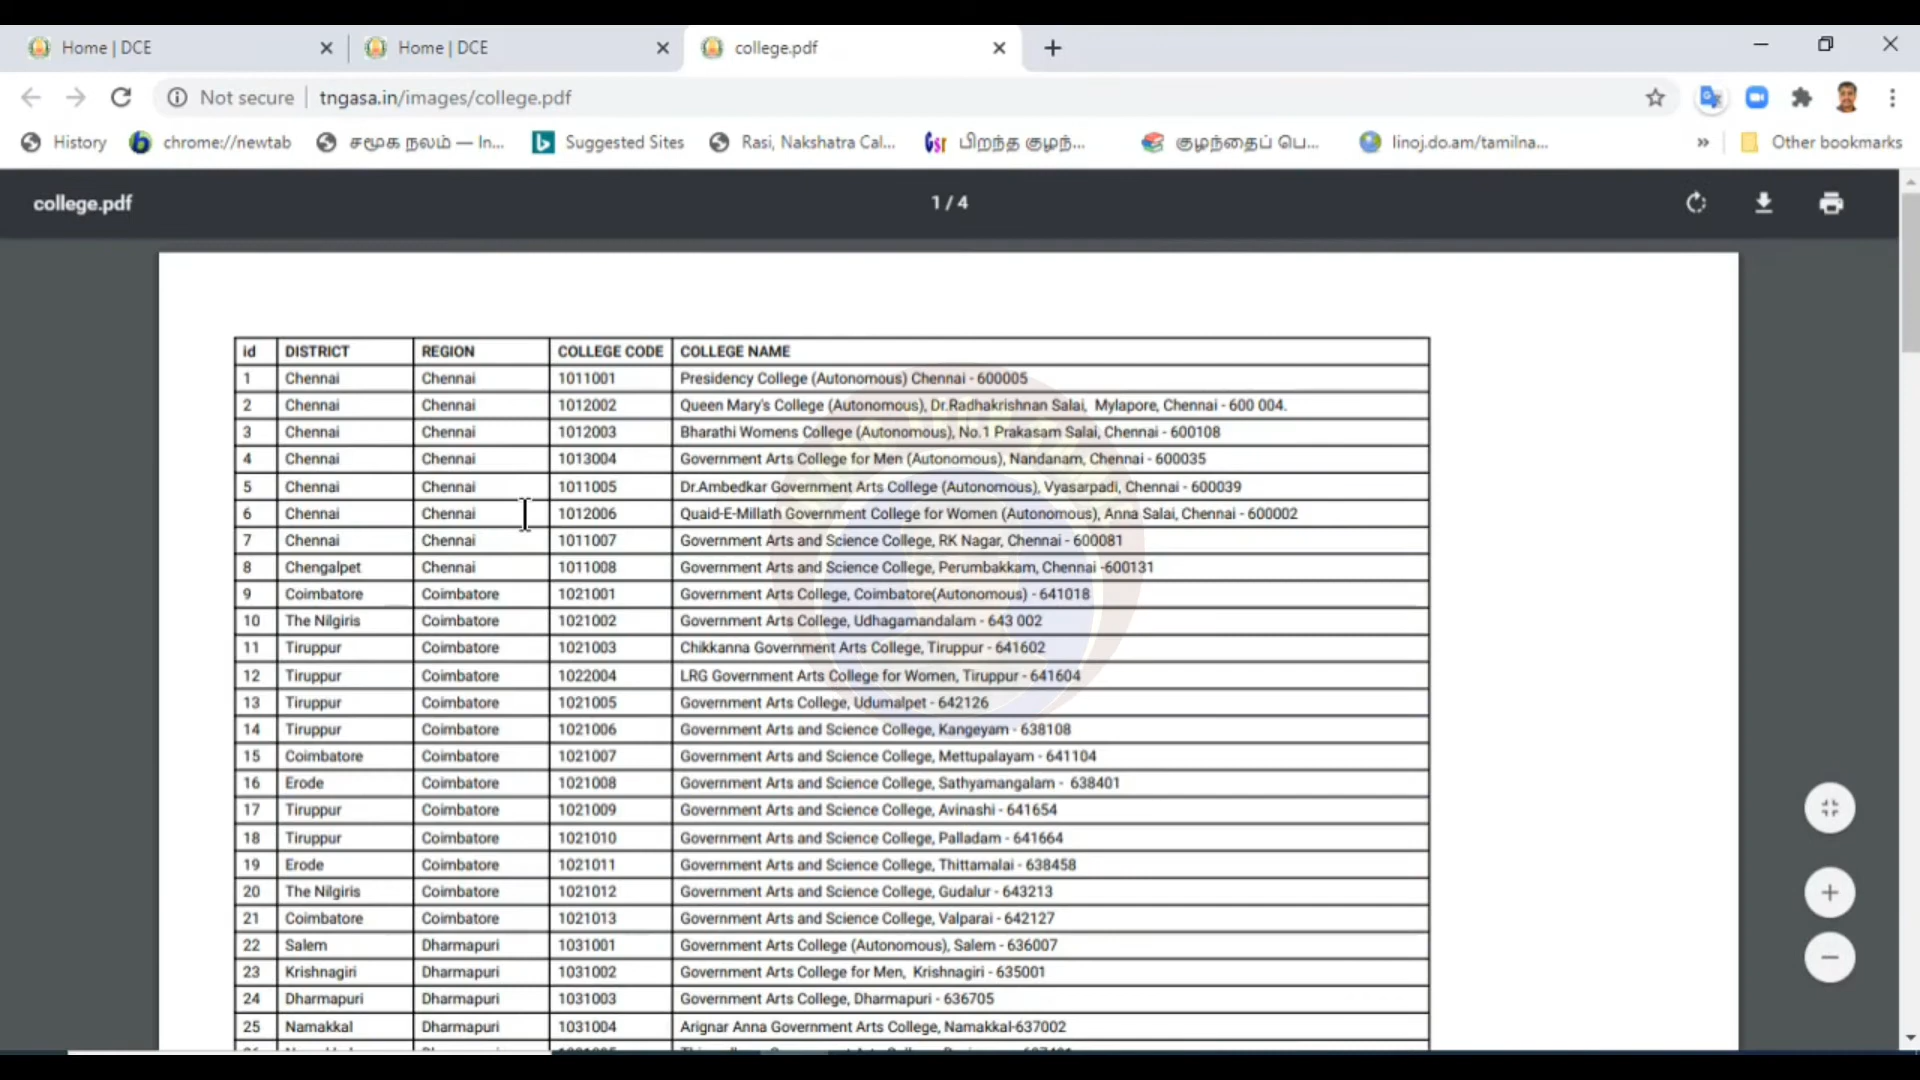 Home | DCE
Home | DCE
college.pdf
Not secure
tngasa.in/images/college.pdf
History
chrome://newtab
சமூக நலம் — In...
Suggested Sites
Rasi, Nakshatra Cal...
பிறந்த குழந்...
குழந்தைப் பெ...
linoj.do.am/tamilna...
»
Other bookmarks
college.pdf
1 / 4
id DISTRICT REGION COLLEGE CODE COLLEGE NAME
1 Chennai Chennai 1011001 Presidency College (Autonomous) Chennai - 600005
2 Chennai Chennai 1012002 Queen Mary's College (Autonomous), Dr.Radhakrishnan Salai, Mylapore, Chennai - 600 004.
3 Chennai Chennai 1012003 Bharathi Womens College (Autonomous), No.1 Prakasam Salai, Chennai - 600108
4 Chennai Chennai 1013004 Government Arts College for Men (Autonomous), Nandanam, Chennai - 600035
5 Chennai Chennai 1011005 Dr.Ambedkar Government Arts College (Autonomous), Vyasarpadi, Chennai - 600039
6 Chennai Chennai 1012006 Quaid-E-Millath Government College for Women (Autonomous), Anna Salai, Chennai - 600002
7 Chennai Chennai 1011007 Government Arts and Science College, RK Nagar, Chennai - 600081
8 Chengalpet Chennai 1011008 Government Arts and Science College, Perumbakkam, Chennai -600131
9 Coimbatore Coimbatore 1021001 Government Arts College, Coimbatore(Autonomous) - 641018
10 The Nilgiris Coimbatore 1021002 Government Arts College, Udhagamandalam - 643 002
11 Tiruppur Coimbatore 1021003 Chikkanna Government Arts College, Tiruppur - 641602
12 Tiruppur Coimbatore 1022004 LRG Government Arts College for Women, Tiruppur - 641604
13 Tiruppur Coimbatore 1021005 Government Arts College, Udumalpet - 642126
14 Tiruppur Coimbatore 1021006 Government Arts and Science College, Kangeyam - 638108
15 Coimbatore Coimbatore 1021007 Government Arts and Science College, Mettupalayam - 641104
16 Erode Coimbatore 1021008 Government Arts and Science College, Sathyamangalam - 638401
17 Tiruppur Coimbatore 1021009 Government Arts and Science College, Avinashi - 641654
18 Tiruppur Coimbatore 1021010 Government Arts and Science College, Palladam - 641664
19 Erode Coimbatore 1021011 Government Arts and Science College, Thittamalai - 638458
20 The Nilgiris Coimbatore 1021012 Government Arts and Science College, Gudalur - 643213
21 Coimbatore Coimbatore 1021013 Government Arts and Science College, Valparai - 642127
22 Salem Dharmapuri 1031001 Government Arts College (Autonomous), Salem - 636007
23 Krishnagiri Dharmapuri 1031002 Government Arts College for Men, Krishnagiri - 635001
24 Dharmapuri Dharmapuri 1031003 Government Arts College, Dharmapuri - 636705
25 Namakkal Dharmapuri 1031004 Arignar Anna Government Arts College, Namakkal-637002